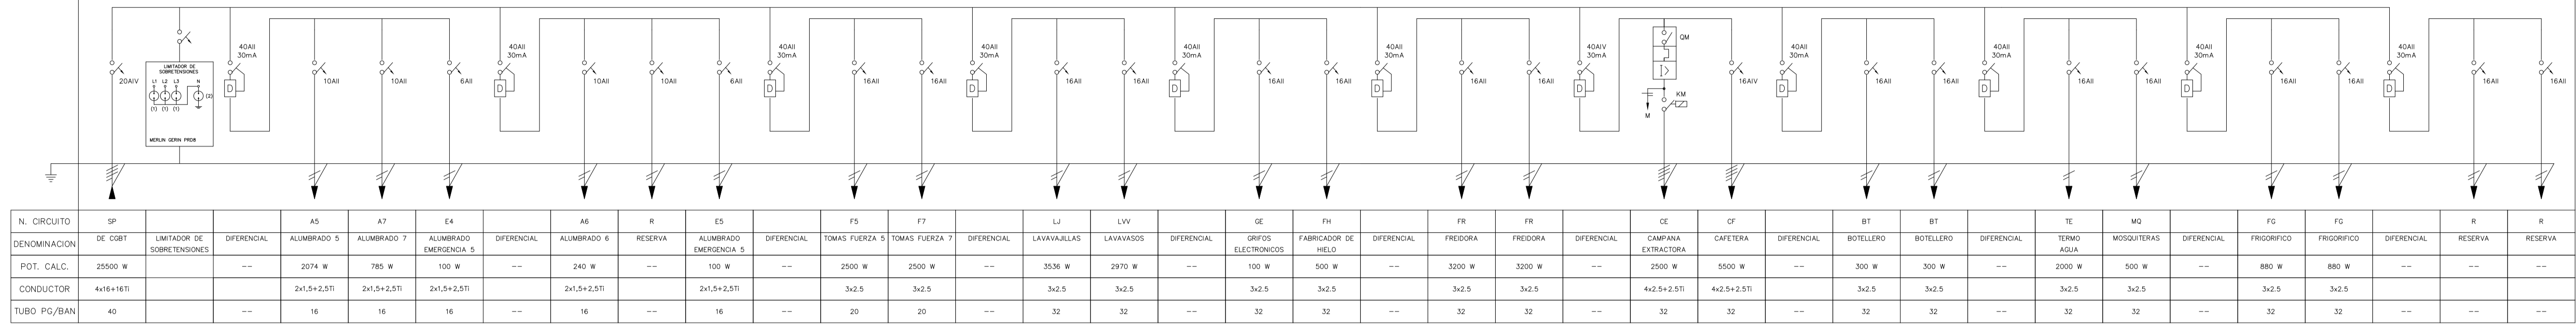 40AII 40AII 40AII 40AII 40AII 40AII 40AIV 40AII 40AII 40AII 40AII
30mA 30mA 30mA 30mA 30mA 30mA 30mA 30mA 30mA 30mA 30mA
QM
LIMITADOR DE
SOBRETENSIONES
L1 L2 L3 N
(1) (1) (1) (2)
MERLIN GERIN PRD8
20AIV D 10AII 10AII 6AII D 10AII 10AII 6AII D 16AII 16AII D 16AII 16AII D 16AII 16AII D 16AII 16AII D 16AIV D 16AII 16AII D 16AII 16AII D 16AII 16AII D 16AII 16AII
I>
KM
M
N. CIRCUITO SP A5 A7 E4 A6 R E5 F5 F7 LJ LVV GE FH FR FR CE CF BT BT TE MQ FG FG R R
DENOMINACION DE CGBT LIMITADOR DE SOBRETENSIONES DIFERENCIAL ALUMBRADO 5 ALUMBRADO 7 ALUMBRADO EMERGENCIA 5 DIFERENCIAL ALUMBRADO 6 RESERVA ALUMBRADO EMERGENCIA 5 DIFERENCIAL TOMAS FUERZA 5 TOMAS FUERZA 7 DIFERENCIAL LAVAVAJILLAS LAVAVASOS DIFERENCIAL GRIFOS ELECTRONICOS FABRICADOR DE HIELO DIFERENCIAL FREIDORA FREIDORA DIFERENCIAL CAMPANA EXTRACTORA CAFETERA DIFERENCIAL BOTELLERO BOTELLERO DIFERENCIAL TERMO AGUA MOSQUITERAS DIFERENCIAL FRIGORIFICO FRIGORIFICO DIFERENCIAL RESERVA RESERVA
POT. CALC. 25500 W -- 2074 W 785 W 100 W -- 240 W -- 100 W -- 2500 W 2500 W -- 3536 W 2970 W -- 100 W 500 W -- 3200 W 3200 W -- 2500 W 5500 W -- 300 W 300 W -- 2000 W 500 W -- 880 W 880 W -- -- --
CONDUCTOR 4x16+16Ti 2x1,5+2,5Ti 2x1,5+2,5Ti 2x1,5+2,5Ti 2x1,5+2,5Ti 2x1,5+2,5Ti 3x2.5 3x2.5 3x2.5 3x2.5 3x2.5 3x2.5 3x2.5 3x2.5 4x2.5+2.5Ti 4x2.5+2.5Ti 3x2.5 3x2.5 3x2.5 3x2.5 3x2.5 3x2.5
TUBO PG/BAN 40 -- 16 16 16 -- 16 -- 16 -- 20 20 -- 32 32 -- 32 32 -- 32 32 -- 32 32 -- 32 32 -- 32 32 -- 32 32 -- -- --